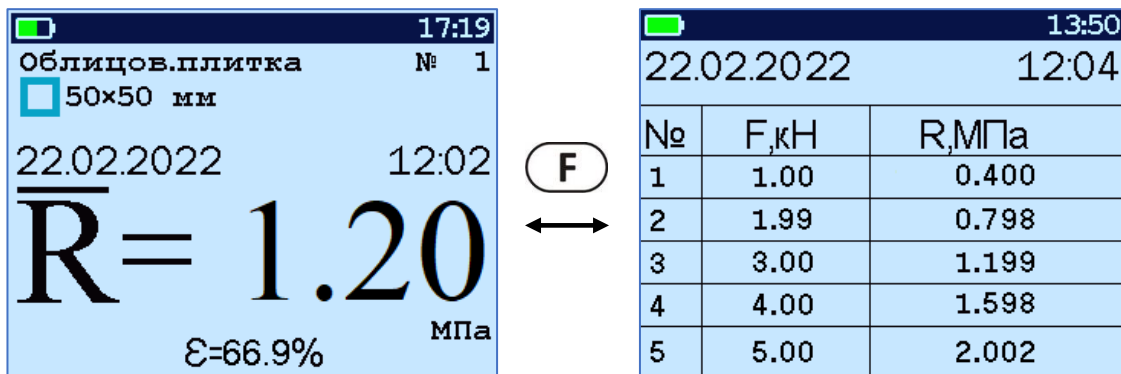 17:19
Облицов.плитка № 1
50×50 мм
22.02.2022 12:02
R= 1.20
МПа
Ɛ=66.9%
F
13:50
22.02.2022 12:04
№ F,кН R,МПа
1 1.00 0.400
2 1.99 0.798
3 3.00 1.199
4 4.00 1.598
5 5.00 2.002